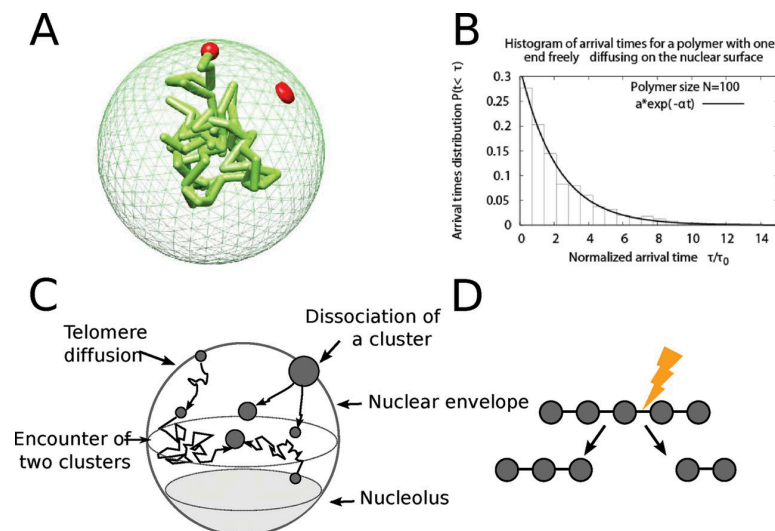 A
B
Histogram of arrival times for a polymer with one
end freely diffusing on the nuclear surface
Polymer size N=100
a*exp(-αt)
Arrival times distribution P(t< τ)
0.3
0.25
0.2
0.15
0.1
0.05
0
0 2 4 6 8 10 12 14
Normalized arrival time τ/τ0
C
Telomere
diffusion
Dissociation of
a cluster
Nuclear envelope
Encounter of
two clusters
Nucleolus
D